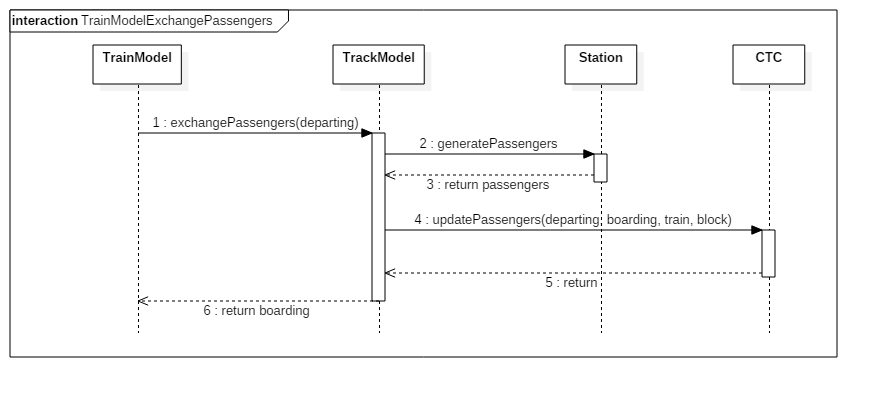 interaction TrainModelExchangePassengers
TrainModel
TrackModel
Station
CTC
1 : exchangePassengers(departing)
2 : generatePassengers
3 : return passengers
4 : updatePassengers(departing, boarding, train, block)
5 : return
6 : return boarding